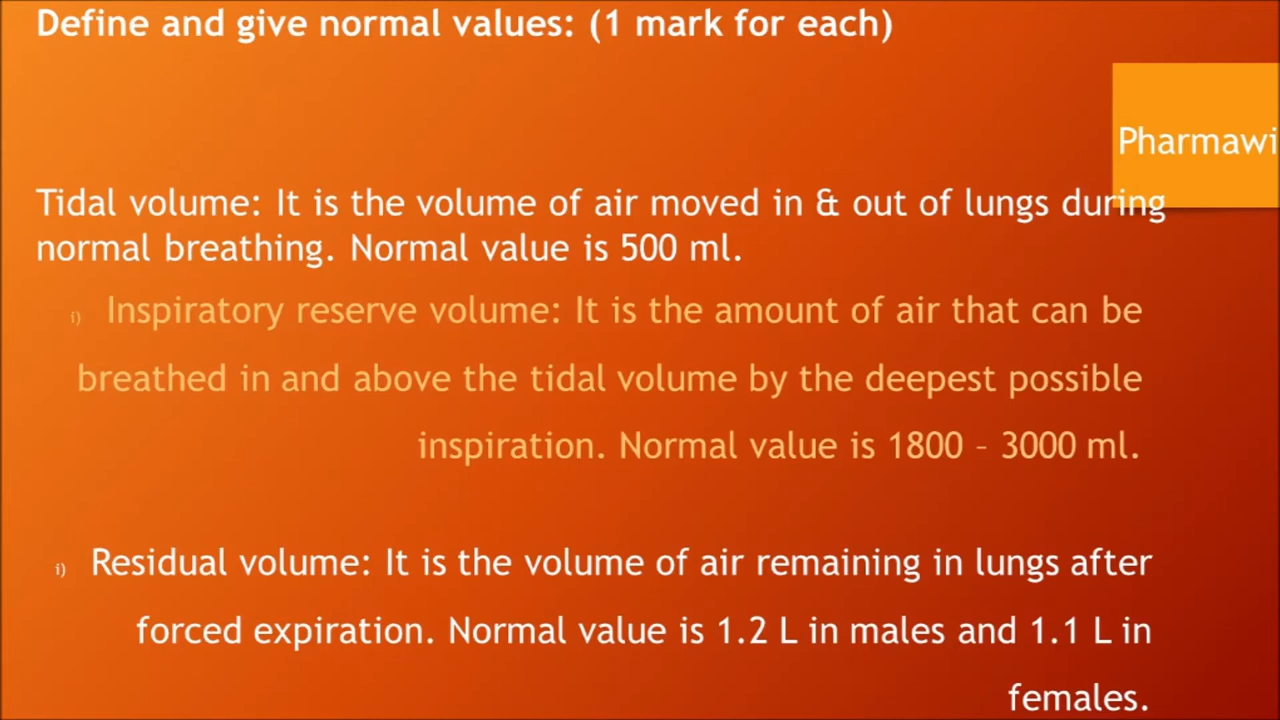 Define and give normal values: (1 mark for each)
Pharmawi
Tidal volume: It is the volume of air moved in & out of lungs during
normal breathing. Normal value is 500 ml.
i) Inspiratory reserve volume: It is the amount of air that can be
breathed in and above the tidal volume by the deepest possible
inspiration. Normal value is 1800 – 3000 ml.
i) Residual volume: It is the volume of air remaining in lungs after
forced expiration. Normal value is 1.2 L in males and 1.1 L in
females.